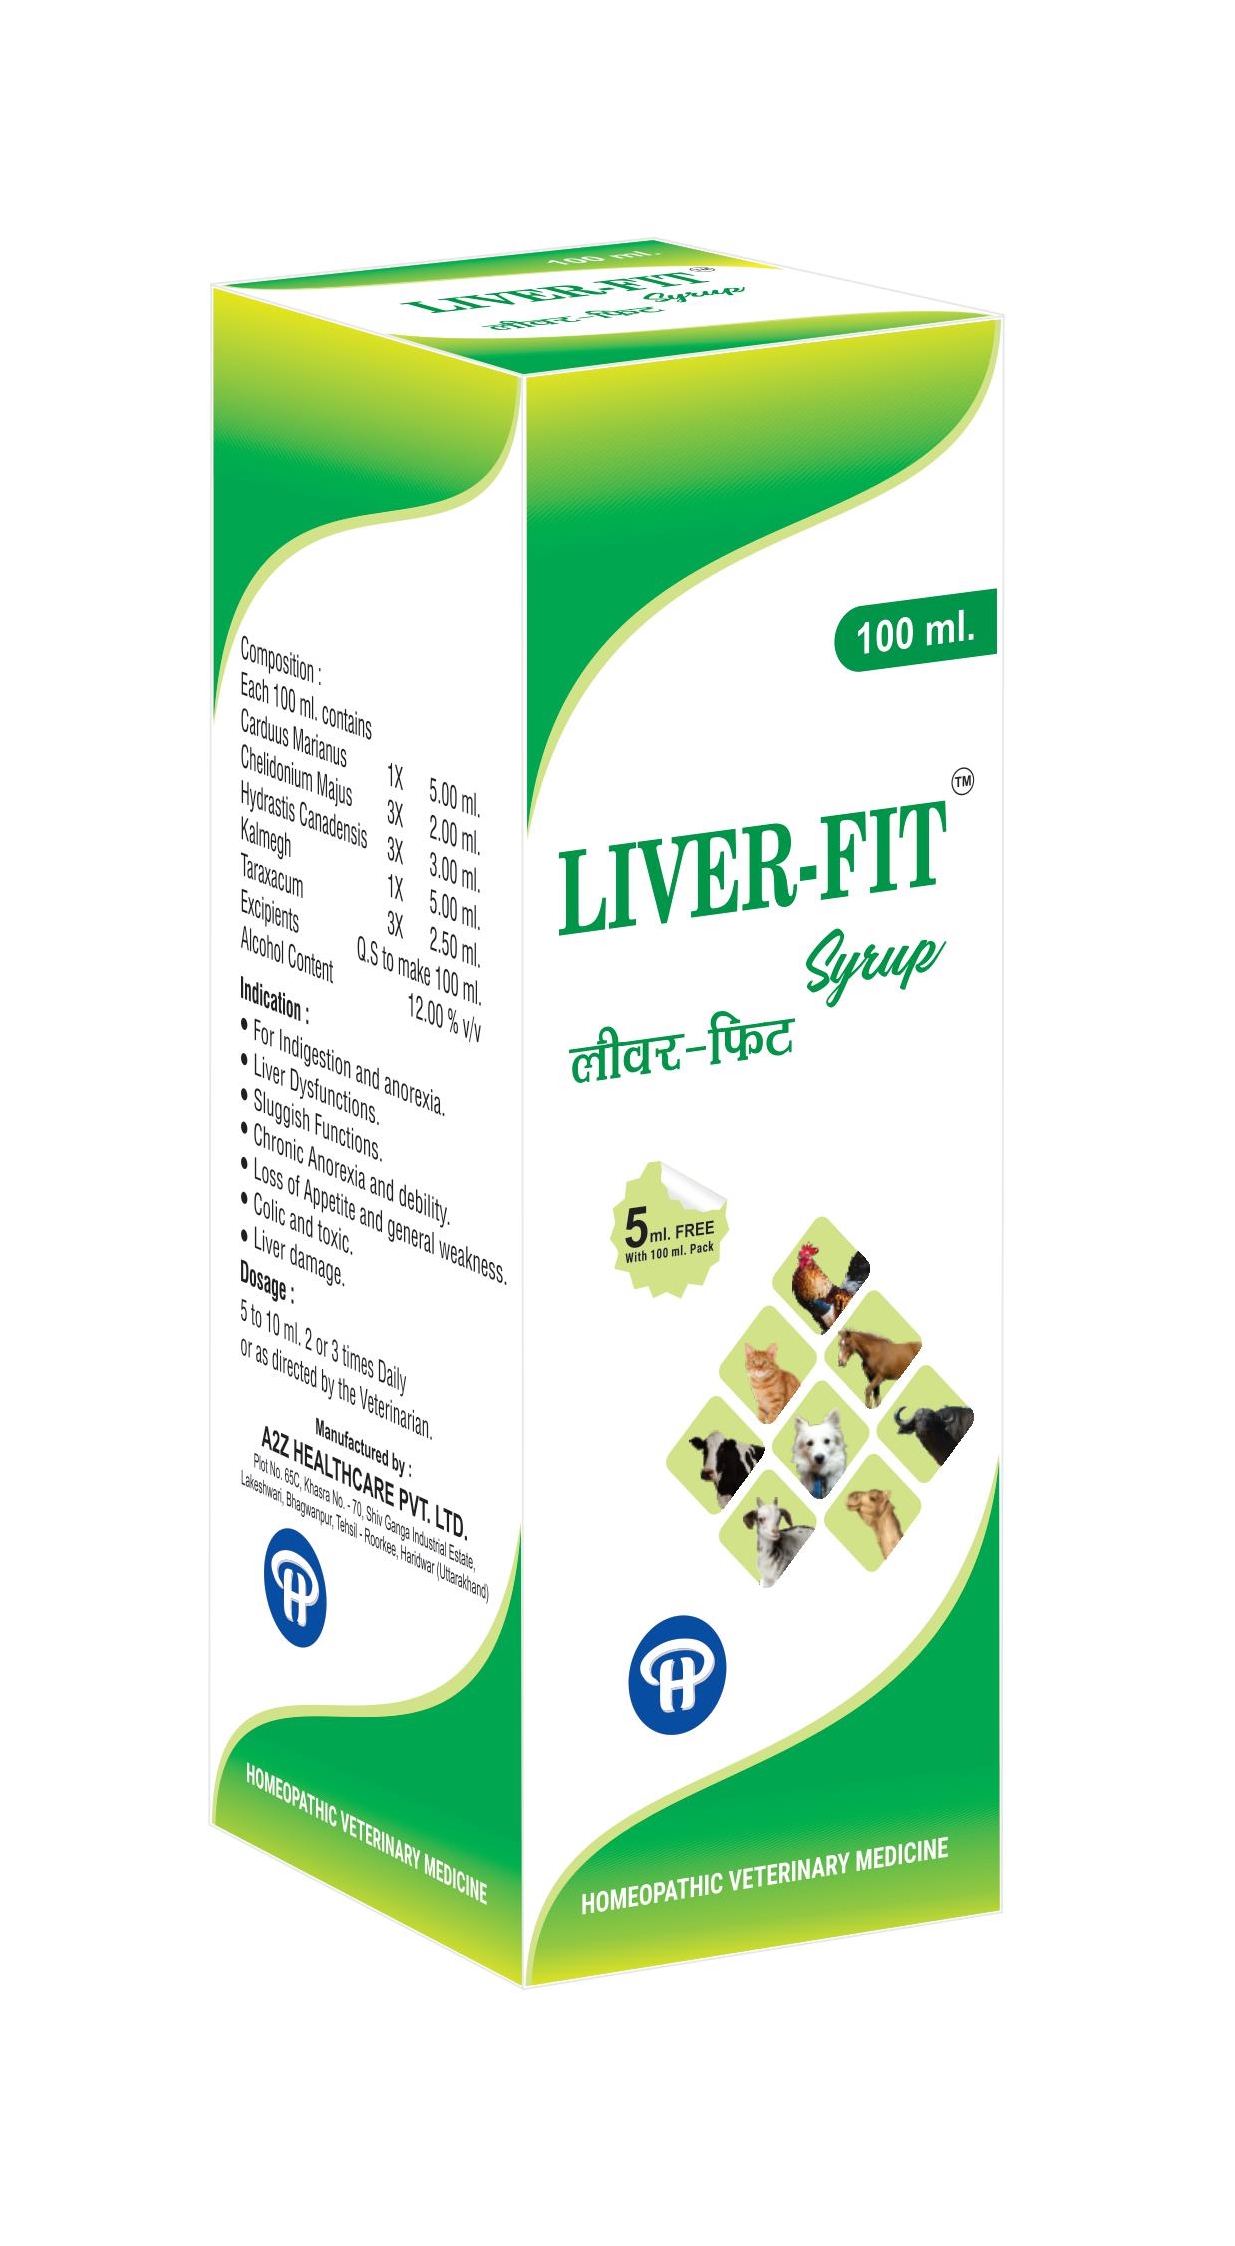 100 ml.
LIVER-FIT TM
Syrup
लीवर-फिट
Composition :
Each 100 ml. contains
Carduus Marianus 1X 5.00 ml.
Chelidonium Majus 3X 2.00 ml.
Hydrastis Canadensis 3X 3.00 ml.
Kalmegh 1X 5.00 ml.
Taraxacum 3X 2.50 ml.
Excipients Q.S to make 100 ml.
Alcohol Content 12.00 % v/v
Indication :
• For Indigestion and anorexia.
• Liver Dysfunctions.
• Sluggish Functions.
• Chronic Anorexia and debility.
• Loss of Appetite and general weakness.
• Colic and toxic.
• Liver damage.
Dosage :
5 to 10 ml. 2 or 3 times Daily
or as directed by the Veterinarian.
Manufactured by :
A2Z HEALTHCARE PVT. LTD.
Plot No. 65C, Khasra No. - 70, Shiv Ganga Industrial Estate,
Lakeshwari, Bhagwanpur, Tehsil - Roorkee, Haridwar (Uttarakhand)
H
HOMEOPATHIC VETERINARY MEDICINE
100 ml.
LIVER-FIT TM
Syrup
लीवर-फिट
5 ml. FREE
With 100 ml. Pack
H
HOMEOPATHIC VETERINARY MEDICINE